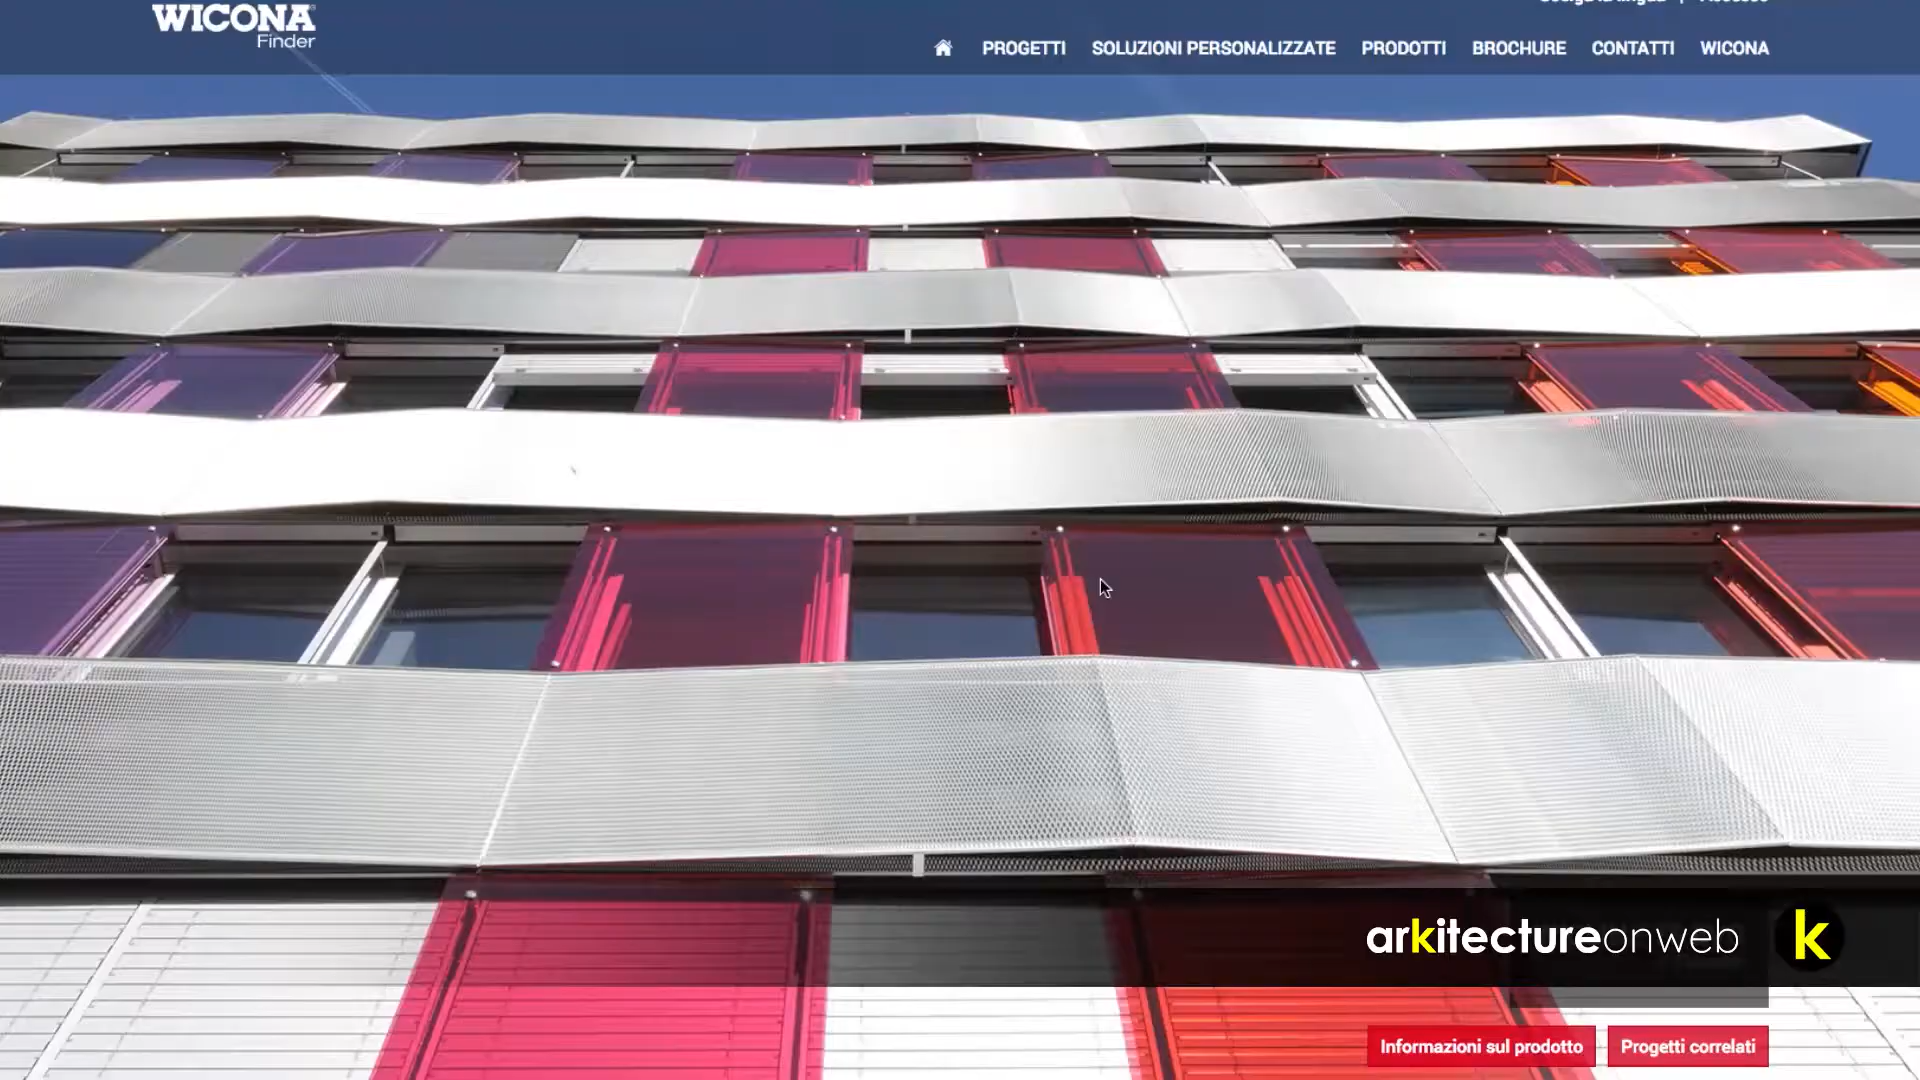 WICONA
Finder
PROGETTI SOLUZIONI PERSONALIZZATE PRODOTTI BROCHURE CONTATTI WICONA
arkitectureonweb k
Informazioni sul prodotto Progetti correlati